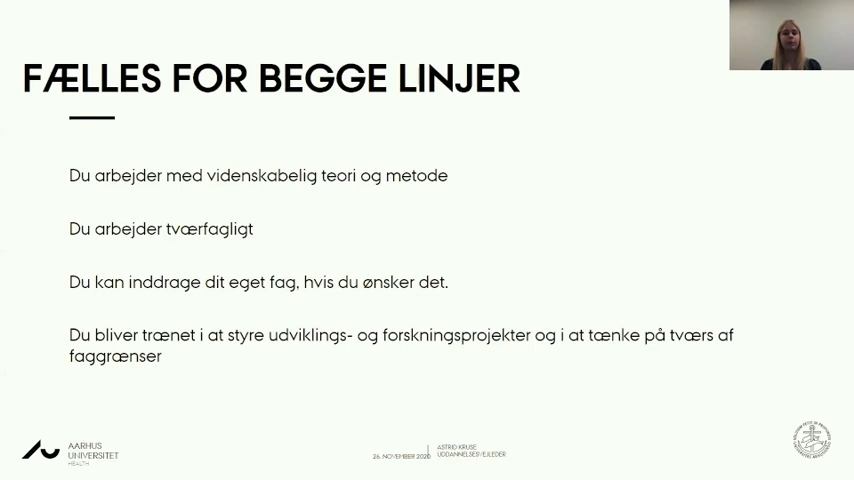 FÆLLES FOR BEGGE LINJER
Du arbejder med videnskabelig teori og metode
Du arbejder tværfagligt
Du kan inddrage dit eget fag, hvis du ønsker det.
Du bliver trænet i at styre udviklings- og forskningsprojekter og i at tænke på tværs af
faggrænser
AARHUS
UNIVERSITET
HEALTH
26. NOVEMBER 2020
ASTRID KRUSE
UDDANNELSESVEJLEDER